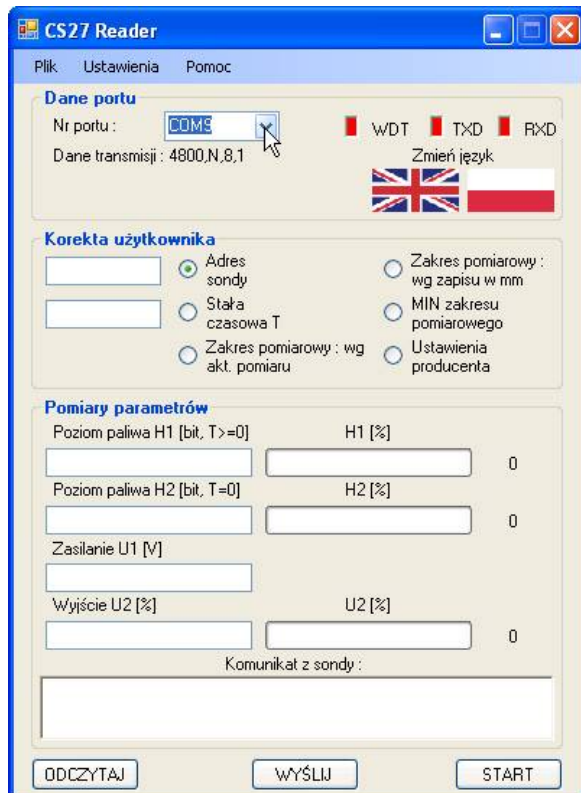 CS27 Reader
Plik Ustawienia Pomoc
Dane portu
Nr portu : COM9 WDT TXD RXD
Dane transmisji : 4800,N,8,1 Zmień język
Korekta użytkownika
Adres sondy
Zakres pomiarowy : wg zapisu w mm
Stała czasowa T
MIN zakresu pomiarowego
Zakres pomiarowy : wg akt. pomiaru
Ustawienia producenta
Pomiary parametrów
Poziom paliwa H1 [bit, T>=0] H1 [%]
0
Poziom paliwa H2 [bit, T=0] H2 [%]
0
Zasilanie U1 [V]
Wyjście U2 [%] U2 [%]
0
Komunikat z sondy :
ODCZYTAJ WYŚLIJ START